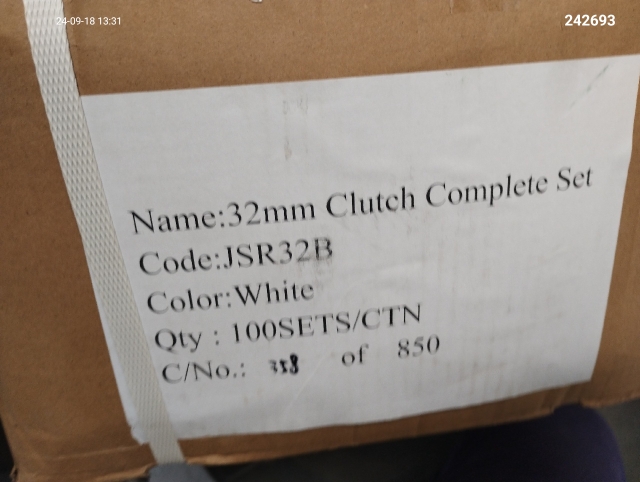 24-09-18 13:31
242693
Name:32mm Clutch Complete Set
Code:JSR32B
Color:White
Qty : 100SETS/CTN
C/No.: of 850